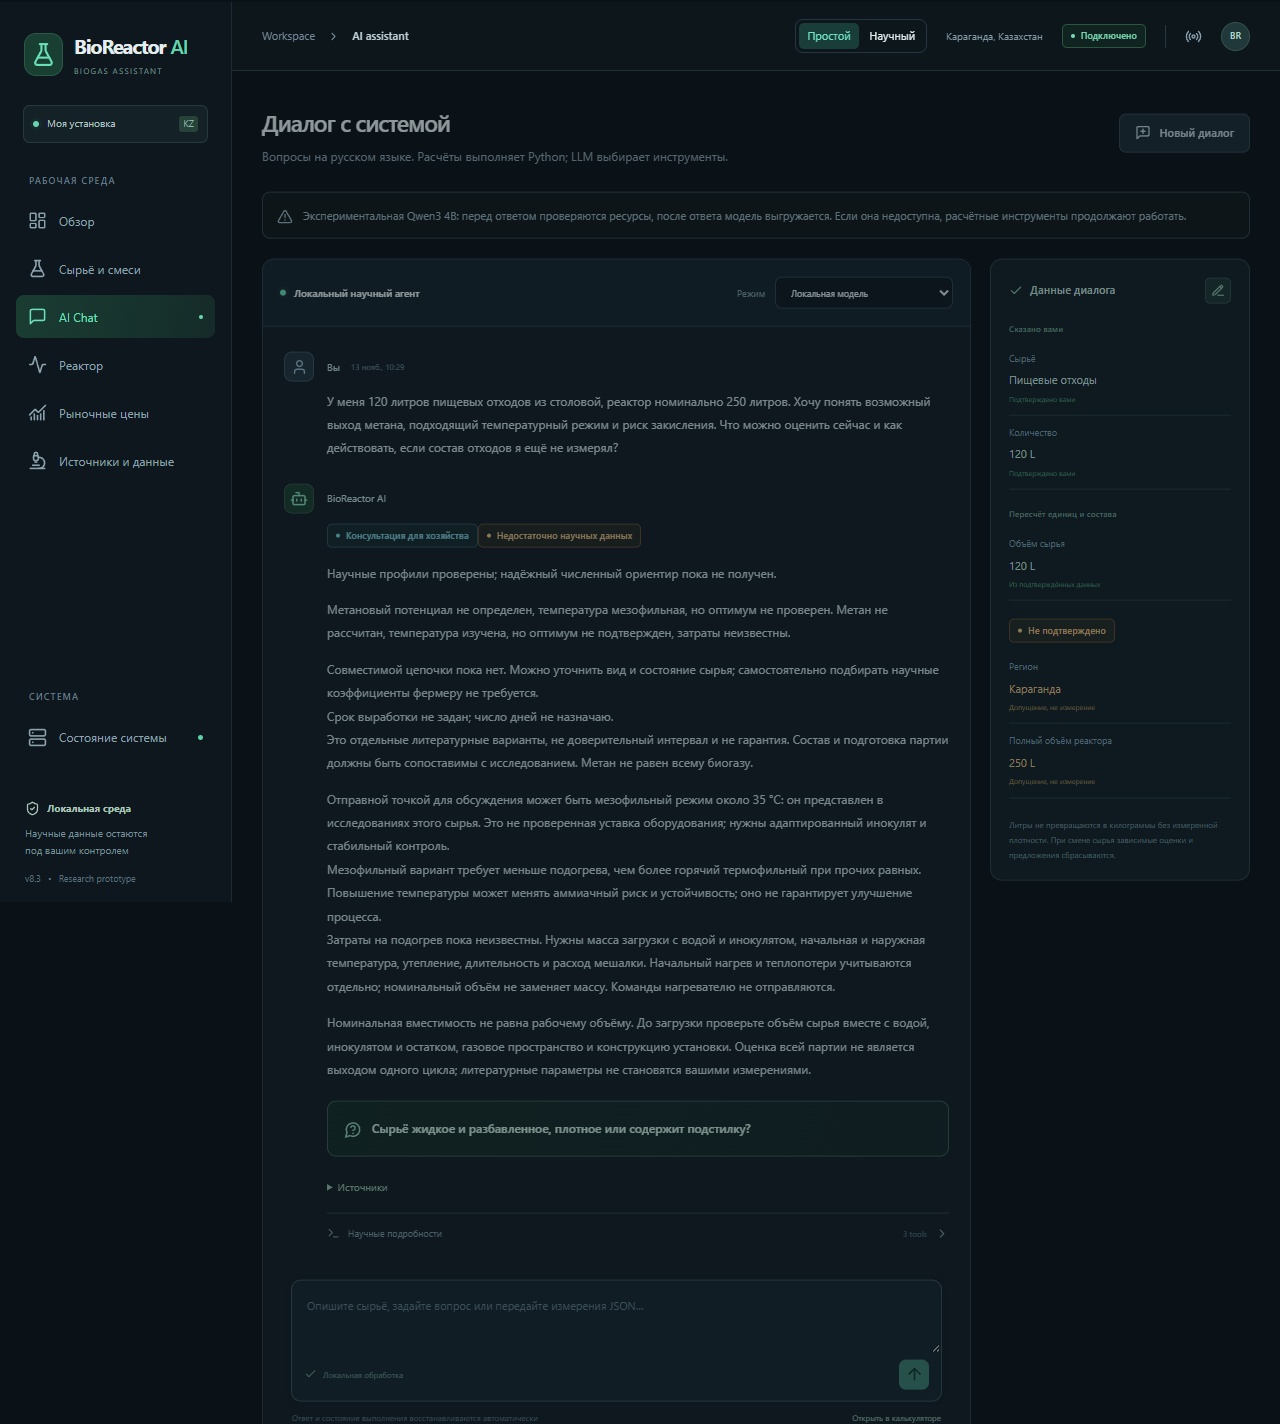 BioReactor AI
BIOGAS ASSISTANT
Моя установка
KZ
РАБОЧАЯ СРЕДА
Обзор
Сырьё и смеси
AI Chat
Реактор
Рыночные цены
Источники и данные
СИСТЕМА
Состояние системы
Локальная среда
Научные данные остаются
под вашим контролем
v8.3 • Research prototype
Workspace
AI assistant
Простой
Научный
Караганда, Казахстан
Подключено
BR
Диалог с системой
Вопросы на русском языке. Расчёты выполняет Python; LLM выбирает инструменты.
Новый диалог
Экспериментальная Qwen3 4B: перед ответом проверяются ресурсы, после ответа модель выгружается. Если она недоступна, расчётные инструменты продолжают работать.
Локальный научный агент
Режим
Локальная модель
Вы
13 нояб., 10:29
У меня 120 литров пищевых отходов из столовой, реактор номинально 250 литров. Хочу понять возможный
выход метана, подходящий температурный режим и риск закисления. Что можно оценить сейчас и как
действовать, если состав отходов я ещё не измерял?
BioReactor AI
Консультация для хозяйства
Недостаточно научных данных
Научные профили проверены; надёжный численный ориентир пока не получен.
Метановый потенциал не определен, температура мезофильная, но оптимум не проверен. Метан не
рассчитан, температура изучена, но оптимум не подтвержден, затраты неизвестны.
Совместимой цепочки пока нет. Можно уточнить вид и состояние сырья; самостоятельно подбирать научные
коэффициенты фермеру не требуется.
Срок выработки не задан; число дней не назначаю.
Это отдельные литературные варианты, не доверительный интервал и не гарантия. Состав и подготовка партии
должны быть сопоставимы с исследованием. Метан не равен всему биогазу.
Отправной точкой для обсуждения может быть мезофильный режим около 35 °C: он представлен в
исследованиях этого сырья. Это не проверенная уставка оборудования; нужны адаптированный инокулят и
стабильный контроль.
Мезофильный вариант требует меньше подогрева, чем более горячий термофильный при прочих равных.
Повышение температуры может менять аммиачный риск и устойчивость; оно не гарантирует улучшение
процесса.
Затраты на подогрев пока неизвестны. Нужны масса загрузки с водой и инокулятом, начальная и наружная
температура, утепление, длительность и расход мешалки. Начальный нагрев и теплопотери учитываются
отдельно; номинальный объём не заменяет массу. Команды нагревателю не отправляются.
Номинальная вместимость не равна рабочему объёму. До загрузки проверьте объём сырья вместе с водой,
инокулятом и остатком, газовое пространство и конструкцию установки. Оценка всей партии не является
выходом одного цикла; литературные параметры не становятся вашими измерениями.
Сырьё жидкое и разбавленное, плотное или содержит подстилку?
Источники
Научные подробности
3 tools
Опишите сырьё, задайте вопрос или передайте измерения JSON...
Локальная обработка
Ответ и состояние выполнения восстанавливаются автоматически
Открыть в калькуляторе
Данные диалога
Сказано вами
Сырьё
Пищевые отходы
Подтверждено вами
Количество
120 L
Подтверждено вами
Пересчёт единиц и состава
Объём сырья
120 L
Из подтверждённых данных
Не подтверждено
Регион
Караганда
Допущение, не измерение
Полный объём реактора
250 L
Допущение, не измерение
Литры не превращаются в килограммы без измеренной
плотности. При смене сырья зависимые оценки и
предложения сбрасываются.